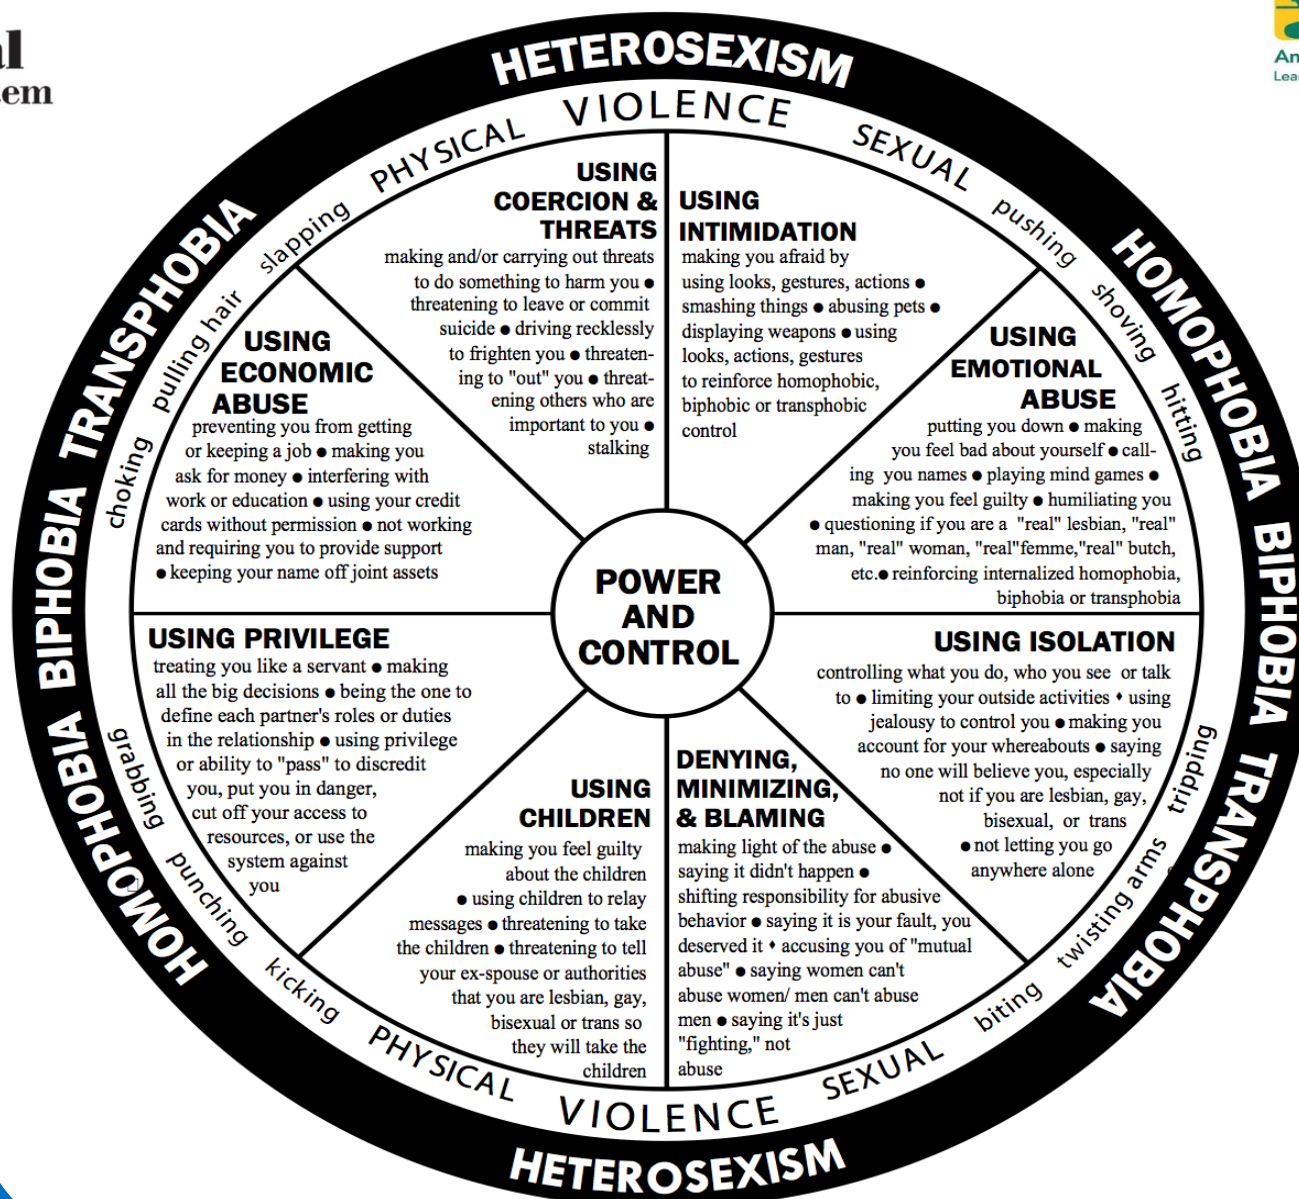 al
tem
An
Lea
HETEROSEXISM
HOMOPHOBIA BIPHOBIA TRANSPHOBIA
HETEROSEXISM
HOMOPHOBIA BIPHOBIA TRANSPHOBIA
PHYSICAL VIOLENCE SEXUAL
pushing shoving hitting
tripping twisting arms biting
PHYSICAL VIOLENCE SEXUAL
kicking punching grabbing
choking pulling hair slapping
USING
COERCION &
THREATS
making and/or carrying out threats
to do something to harm you ●
threatening to leave or commit
suicide ● driving recklessly
to frighten you ● threaten-
ing to "out" you ● threat-
ening others who are
important to you ●
stalking
USING
INTIMIDATION
making you afraid by
using looks, gestures, actions ●
smashing things ● abusing pets ●
displaying weapons ● using
looks, actions, gestures
to reinforce homophobic,
biphobic or transphobic
control
USING
EMOTIONAL
ABUSE
putting you down ● making
you feel bad about yourself ● call-
ing you names ● playing mind games ●
making you feel guilty ● humiliating you
● questioning if you are a "real" lesbian, "real"
man, "real" woman, "real"femme,"real" butch,
etc.● reinforcing internalized homophobia,
biphobia or transphobia
USING ISOLATION
controlling what you do, who you see or talk
to ● limiting your outside activities ♦ using
jealousy to control you ● making you
account for your whereabouts ● saying
no one will believe you, especially
not if you are lesbian, gay,
bisexual, or trans
● not letting you go
anywhere alone
DENYING,
MINIMIZING,
& BLAMING
making light of the abuse ●
saying it didn't happen ●
shifting responsibility for abusive
behavior ● saying it is your fault, you
deserved it ♦ accusing you of "mutual
abuse" ● saying women can't
abuse women/ men can't abuse
men ● saying it's just
"fighting," not
abuse
USING
CHILDREN
making you feel guilty
about the children
● using children to relay
messages ● threatening to take
the children ● threatening to tell
your ex-spouse or authorities
that you are lesbian, gay,
bisexual or trans so
they will take the
children
USING PRIVILEGE
treating you like a servant ● making
all the big decisions ● being the one to
define each partner's roles or duties
in the relationship ● using privilege
or ability to "pass" to discredit
you, put you in danger,
cut off your access to
resources, or use the
system against
you
USING
ECONOMIC
ABUSE
preventing you from getting
or keeping a job ● making you
ask for money ● interfering with
work or education ● using your credit
cards without permission ● not working
and requiring you to provide support
● keeping your name off joint assets
POWER
AND
CONTROL